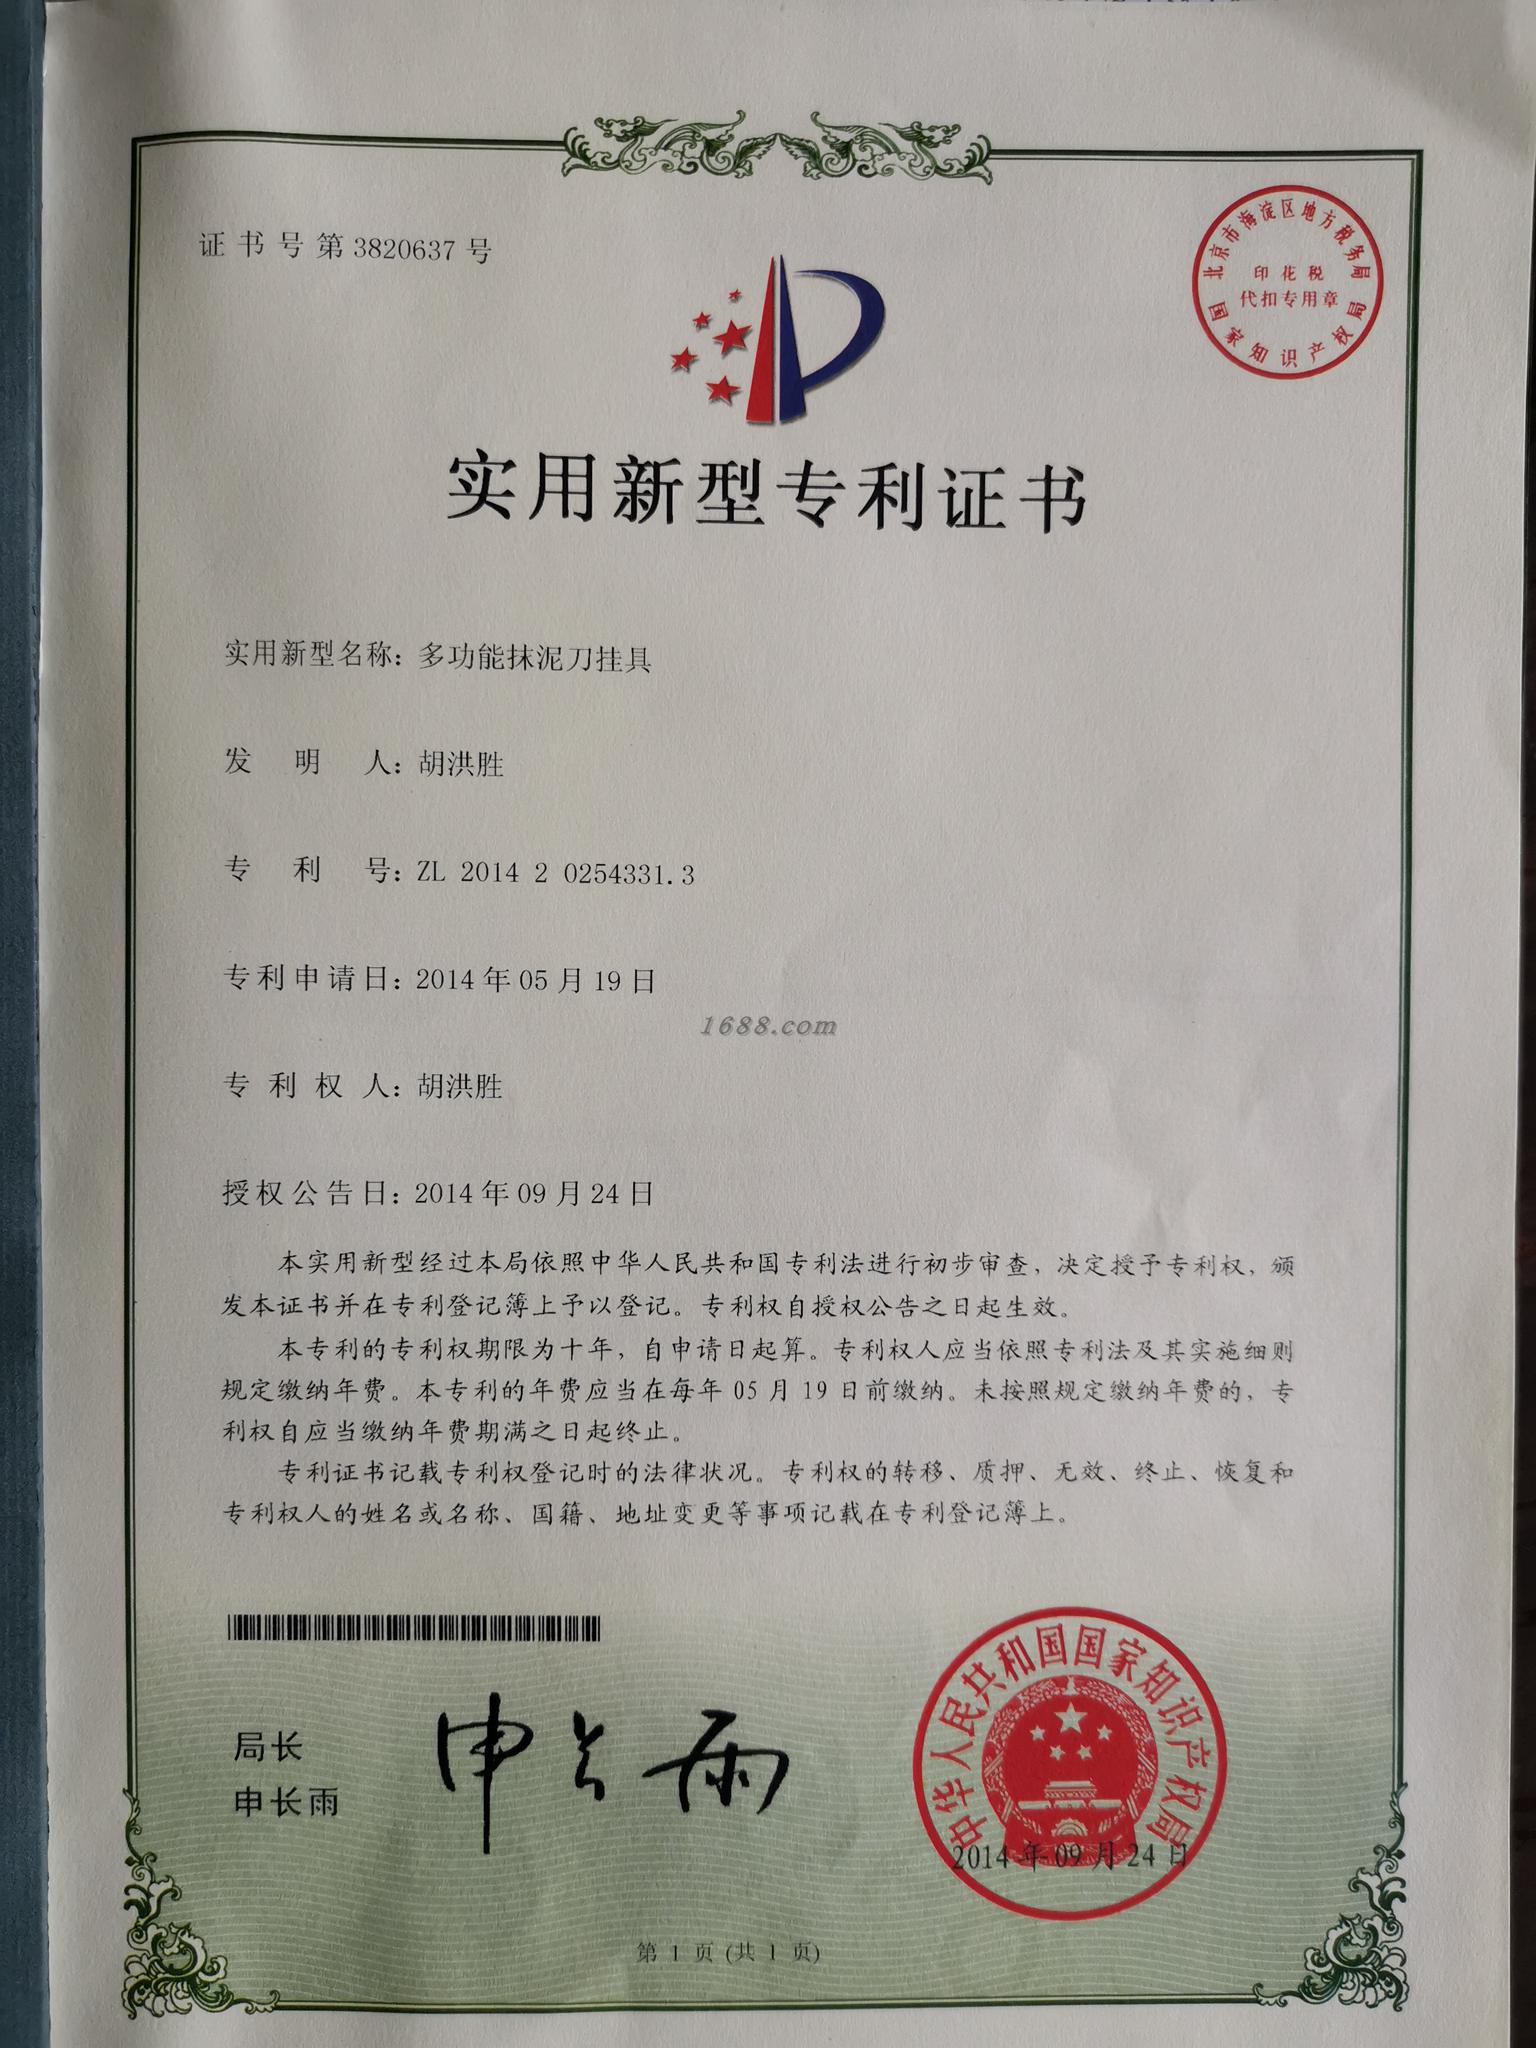 证书号第3820637号
北京市海淀区地方税务局
印花税
代扣专用章
国家知识产权局
实用新型专利证书
实用新型名称：多功能抹泥刀挂具
发明人：胡洪胜
专利号：ZL 2014 2 0254331.3
专利申请日：2014年05月19日
1688.com
专利权人：胡洪胜
授权公告日：2014年09月24日
本实用新型经过本局依照中华人民共和国专利法进行初步审查，决定授予专利权，颁
发本证书并在专利登记簿上予以登记。专利权自授权公告之日起生效。
本专利的专利权期限为十年，自申请日起算。专利权人应当依照专利法及其实施细则
规定缴纳年费。本专利的年费应当在每年05月19日前缴纳。未按照规定缴纳年费的，专
利权自应当缴纳年费期满之日起终止。
专利证书记载专利权登记时的法律状况。专利权的转移、质押、无效、终止、恢复和
专利权人的姓名或名称、国籍、地址变更等事项记载在专利登记簿上。
局长
申长雨
申长雨
中华人民共和国国家知识产权局
2014年09月24日
第1页(共1页)